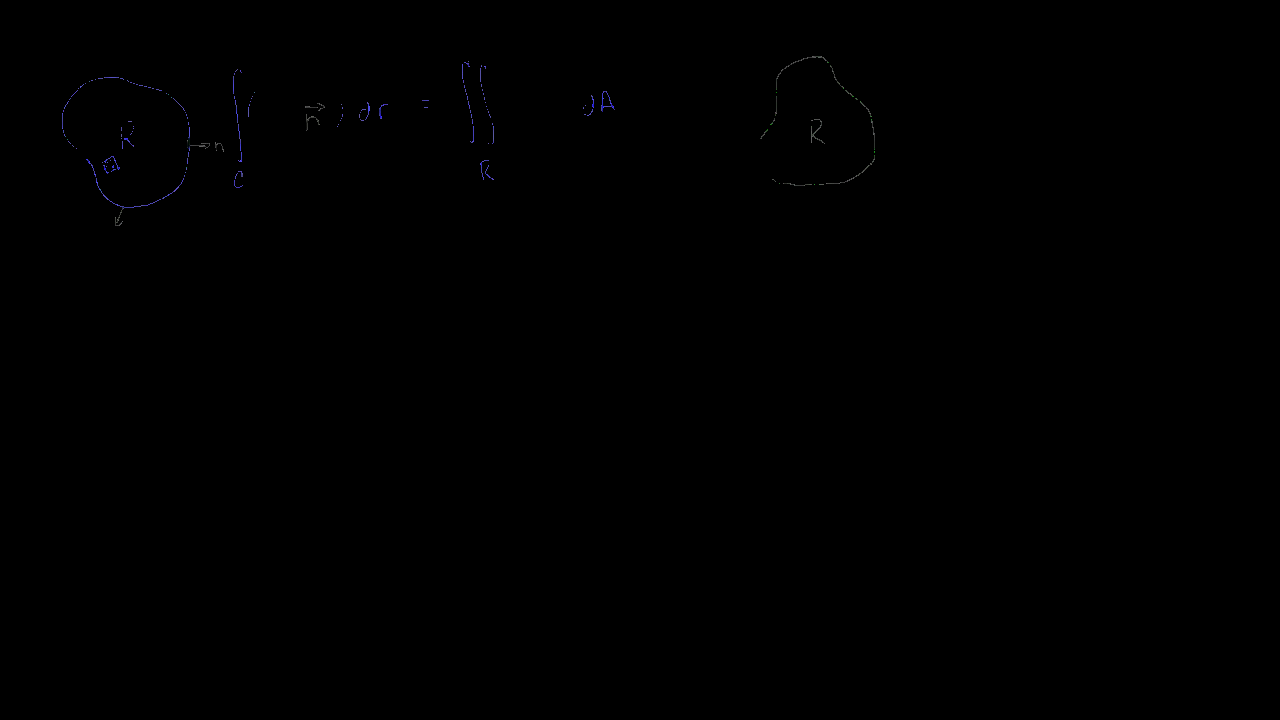 R n ∫ n⃗ ) dr = ∬ dA R
C R